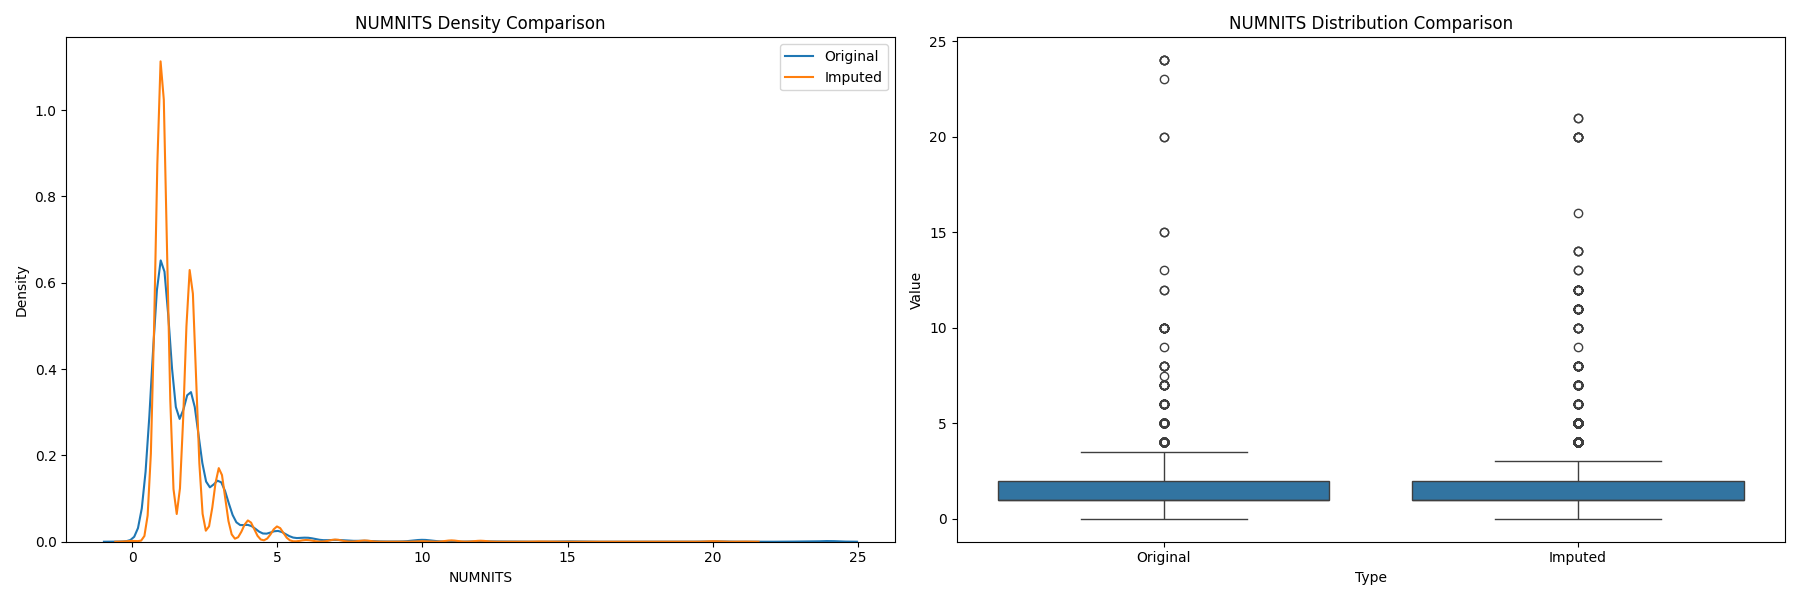 NUMNITS Density Comparison
Original
Imputed
Density
1.0
0.8
0.6
0.4
0.2
0.0
0 5 10 15 20 25
NUMNITS
NUMNITS Distribution Comparison
Value
25
20
15
10
5
0
Original Imputed
Type